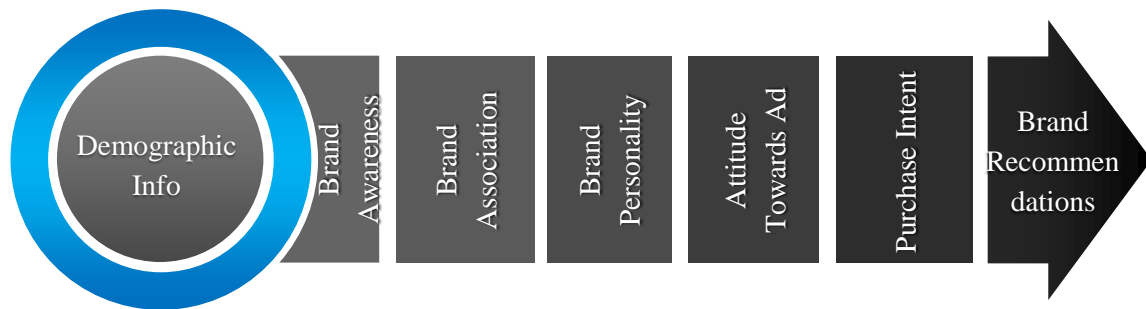 Demographic
Info
Brand
Awareness
Brand
Association
Brand
Personality
Attitude
Towards Ad
Purchase Intent
Brand
Recommen
dations